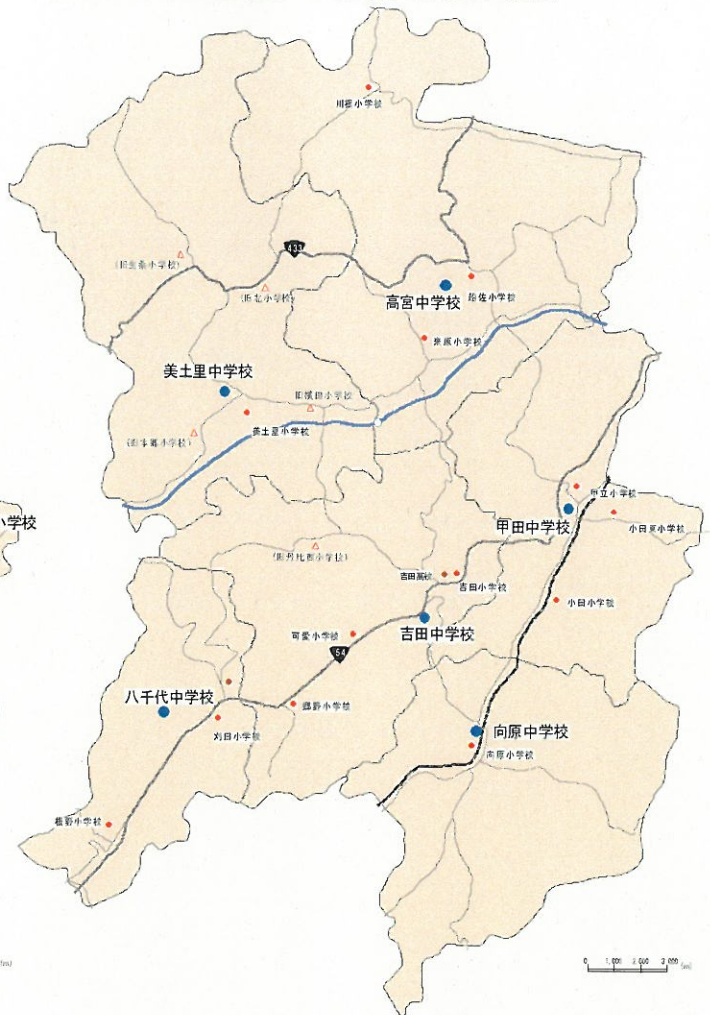 川根小学校
433
高宮中学校
船佐小学校
来原小学校
美土里中学校
美土里小学校
小学校
甲田中学校
甲立小学校
小田東小学校
吉田小学校
小田小学校
可愛小学校
吉田中学校
54
八千代中学校
郷野小学校
刈田小学校
向原中学校
向原小学校
根野小学校